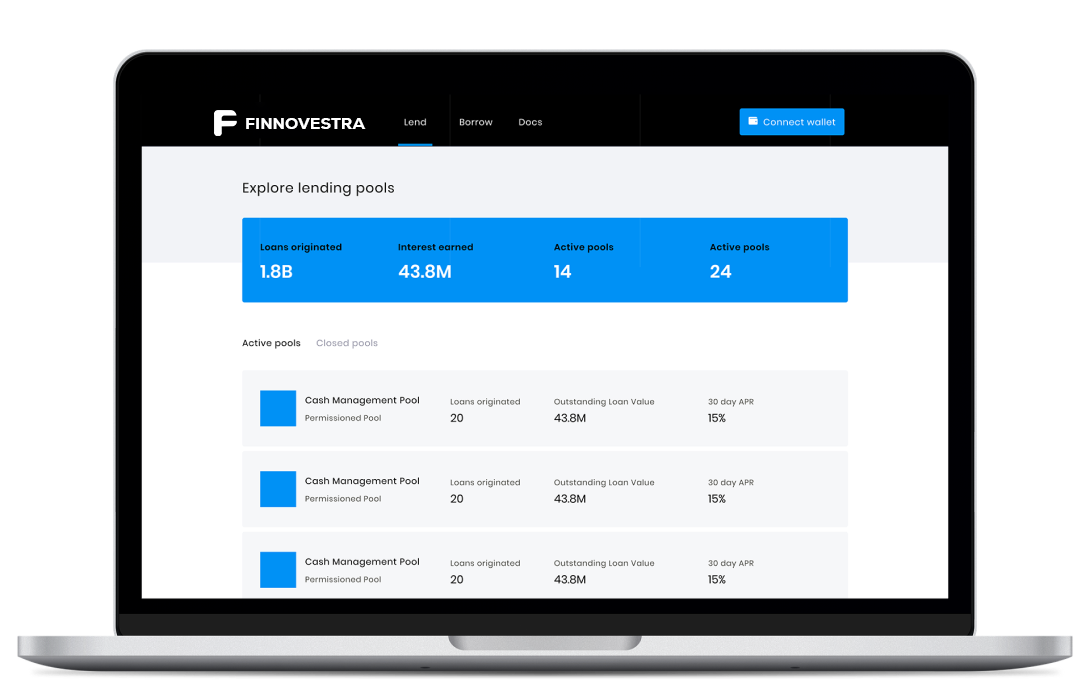 FINNOVESTRA
Lend Borrow Docs
Connect wallet
Explore lending pools
Loans originated Interest earned Active pools Active pools
1.8B 43.8M 14 24
Active pools Closed pools
Cash Management Pool Loans originated Outstanding Loan Value 30 day APR
Permissioned Pool 20 43.8M 15%
Cash Management Pool Loans originated Outstanding Loan Value 30 day APR
Permissioned Pool 20 43.8M 15%
Cash Management Pool Loans originated Outstanding Loan Value 30 day APR
Permissioned Pool 20 43.8M 15%